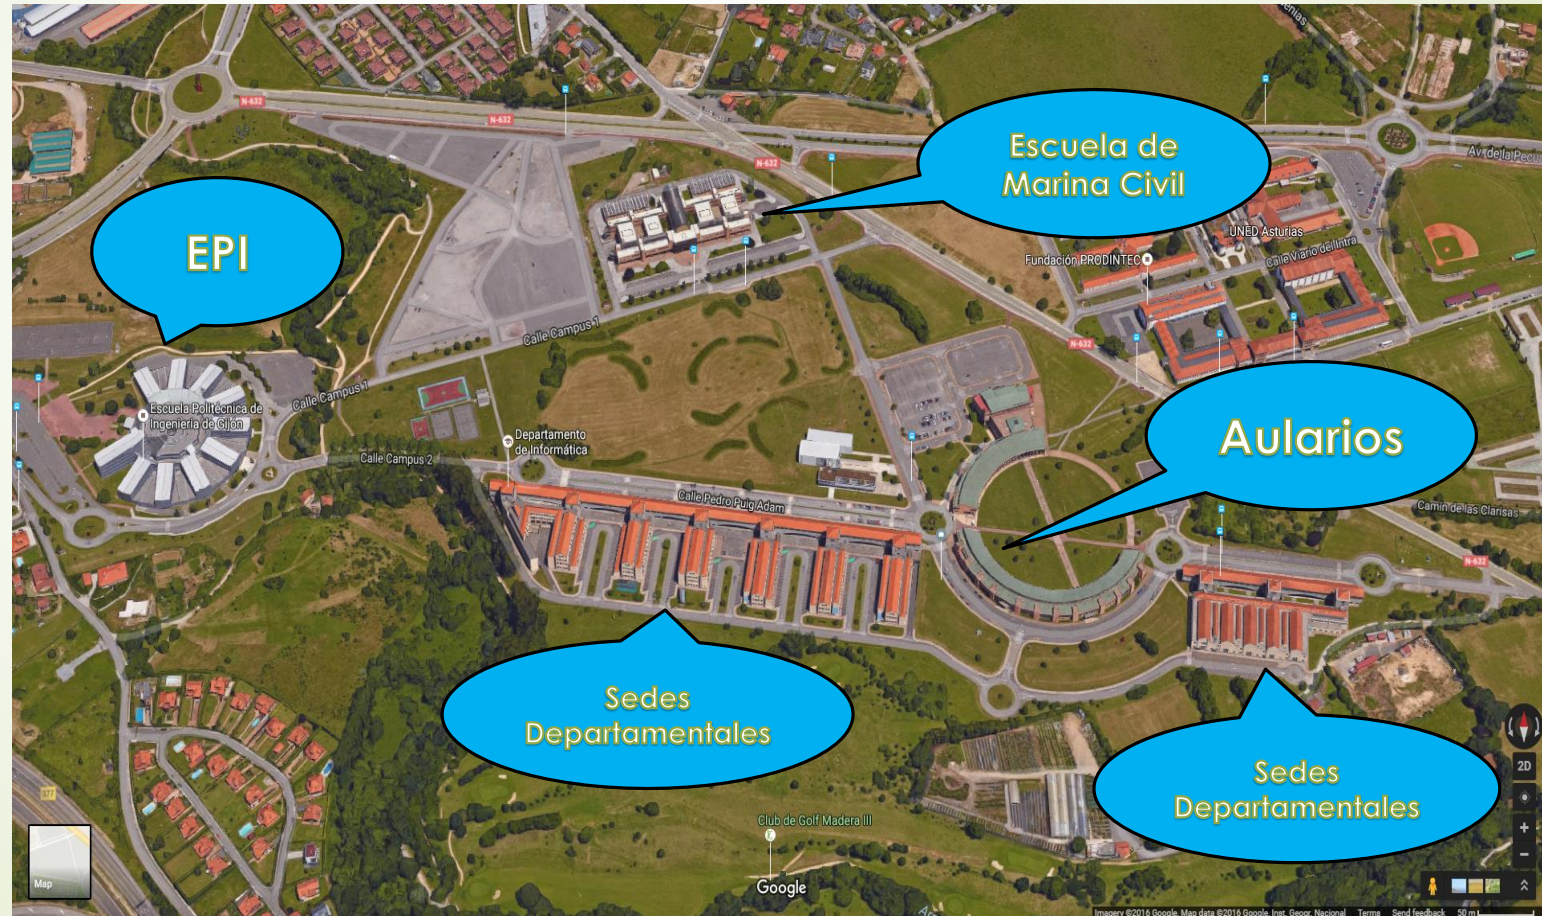 N-632
N-632
N-632
Av. de la Pecu
Escuela de
Marina Civil
EPI
UNED Asturias
Fundación PRODINTEC
Calle Viario del Intra
Calle Campus 1
N-632
Calle Campus 1
Escuela Politécnica de
Ingeniería de Gijón
Aularios
Departamento
de Informática
Calle Campus 2
Calle Pedro Puig Adam
Camin de las Clarisas
N-632
Sedes
Departamentales
Sedes
Departamentales
2D
Club de Golf Madera III
Map
Google
Imagery ©2016 Google, Map data ©2016 Google, Inst. Geogr. Nacional Terms Send feedback 50 m